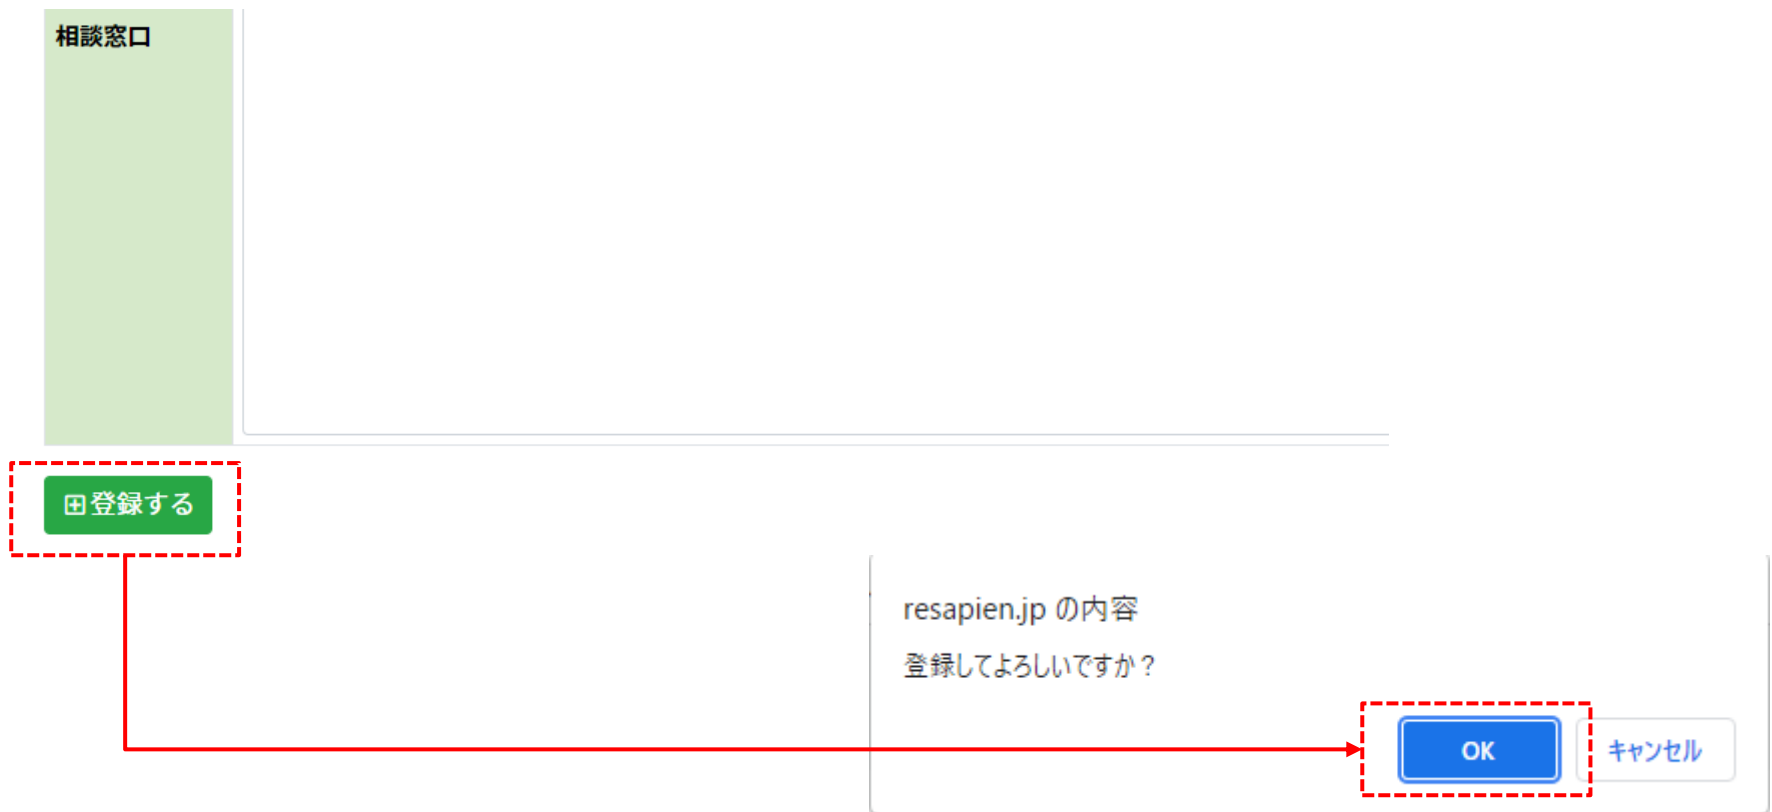 相談窓口
登録する
resapien.jp の内容
登録してよろしいですか？
OK
キャンセル